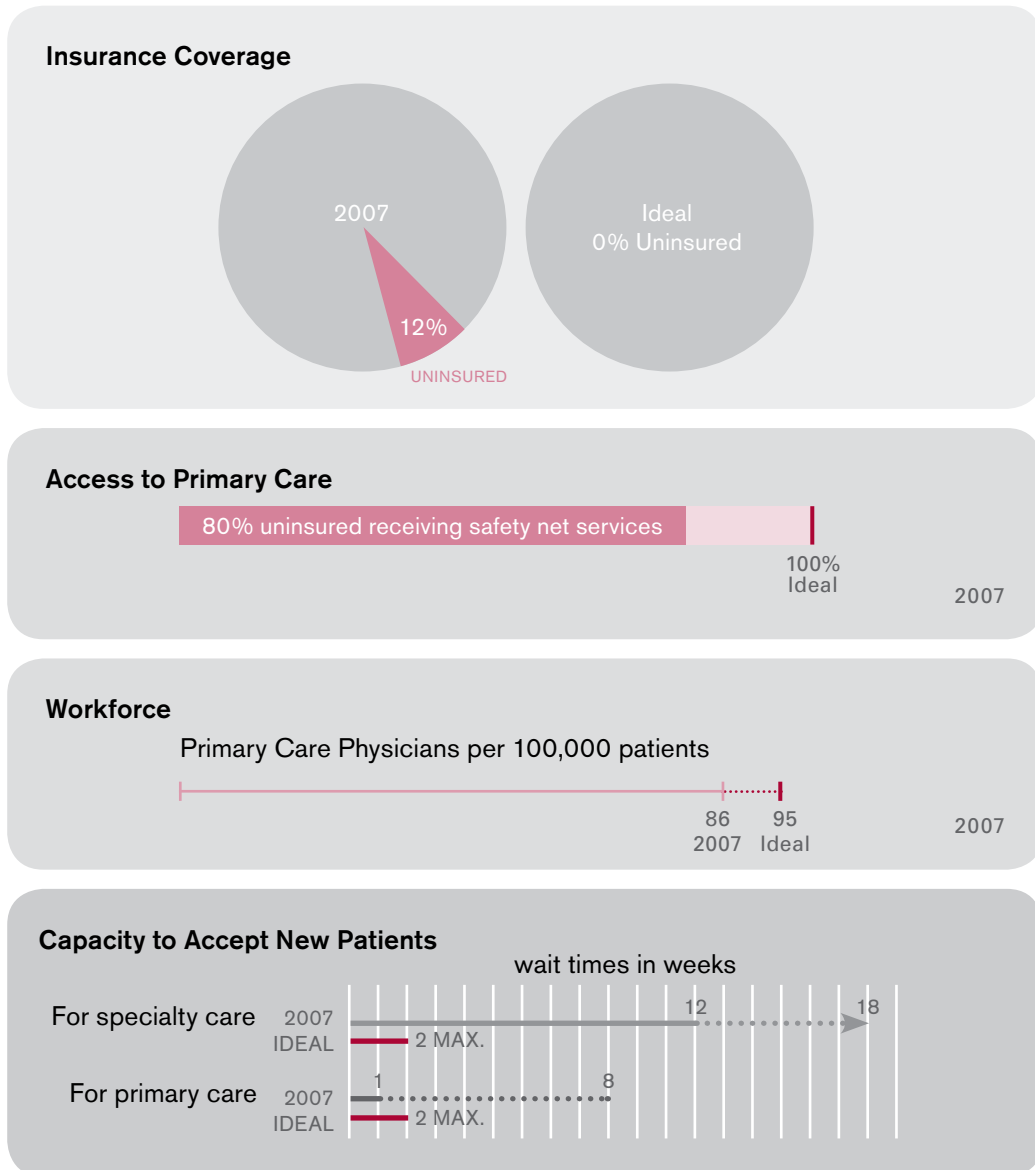 Insurance Coverage
2007
Ideal
0% Uninsured
12%
UNINSURED
Access to Primary Care
80% uninsured receiving safety net services
100%
Ideal
2007
Workforce
Primary Care Physicians per 100,000 patients
86
2007
95
Ideal
2007
Capacity to Accept New Patients
wait times in weeks
For specialty care
2007
12
18
IDEAL
2 MAX.
For primary care
2007
1
8
IDEAL
2 MAX.